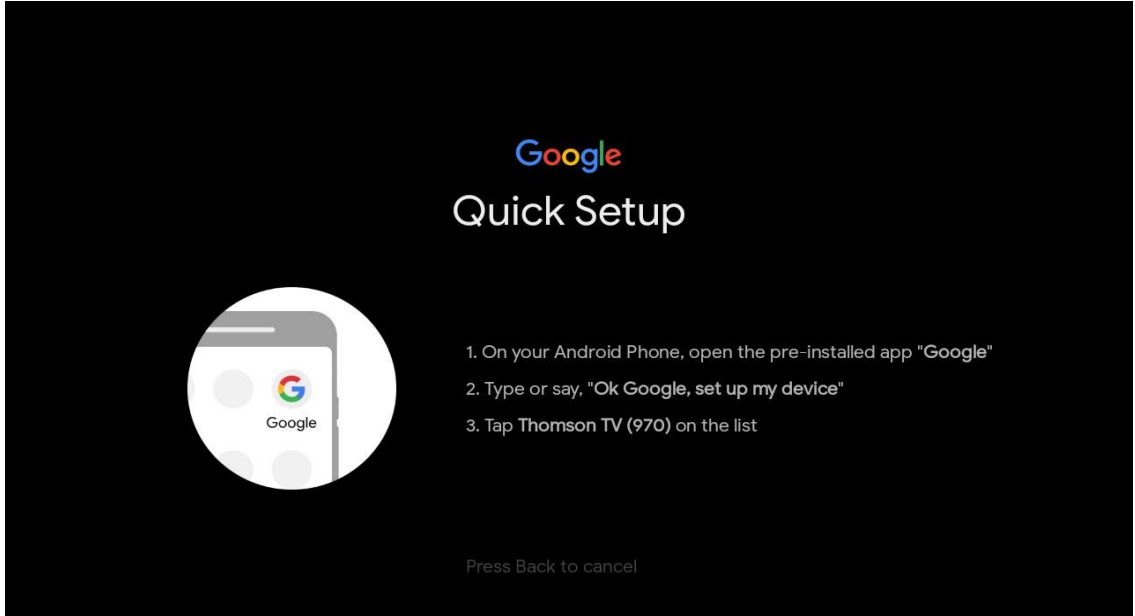 Google
Quick Setup
Google
1. On your Android Phone, open the pre-installed app "Google"
2. Type or say, "Ok Google, set up my device"
3. Tap Thomson TV (970) on the list
Press Back to cancel